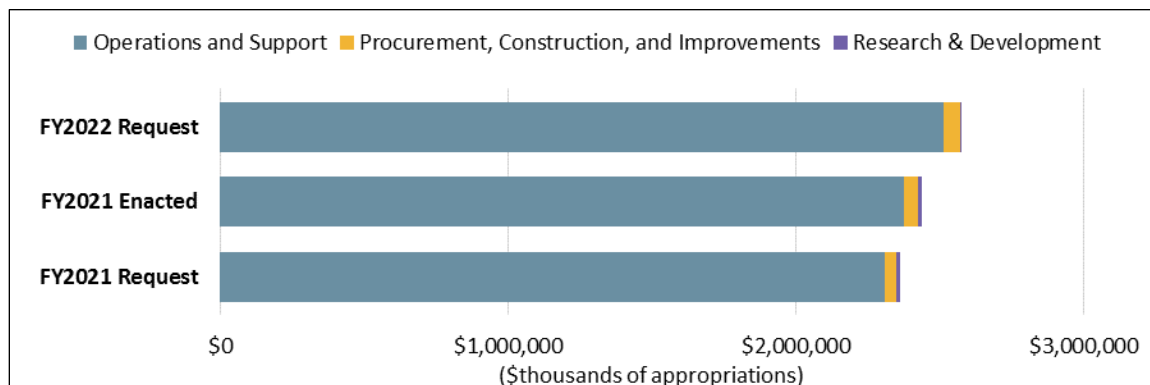 Operations and Support Procurement, Construction, and Improvements Research & Development
FY2022 Request
FY2021 Enacted
FY2021 Request
$0 $1,000,000 $2,000,000 $3,000,000
($thousands of appropriations)